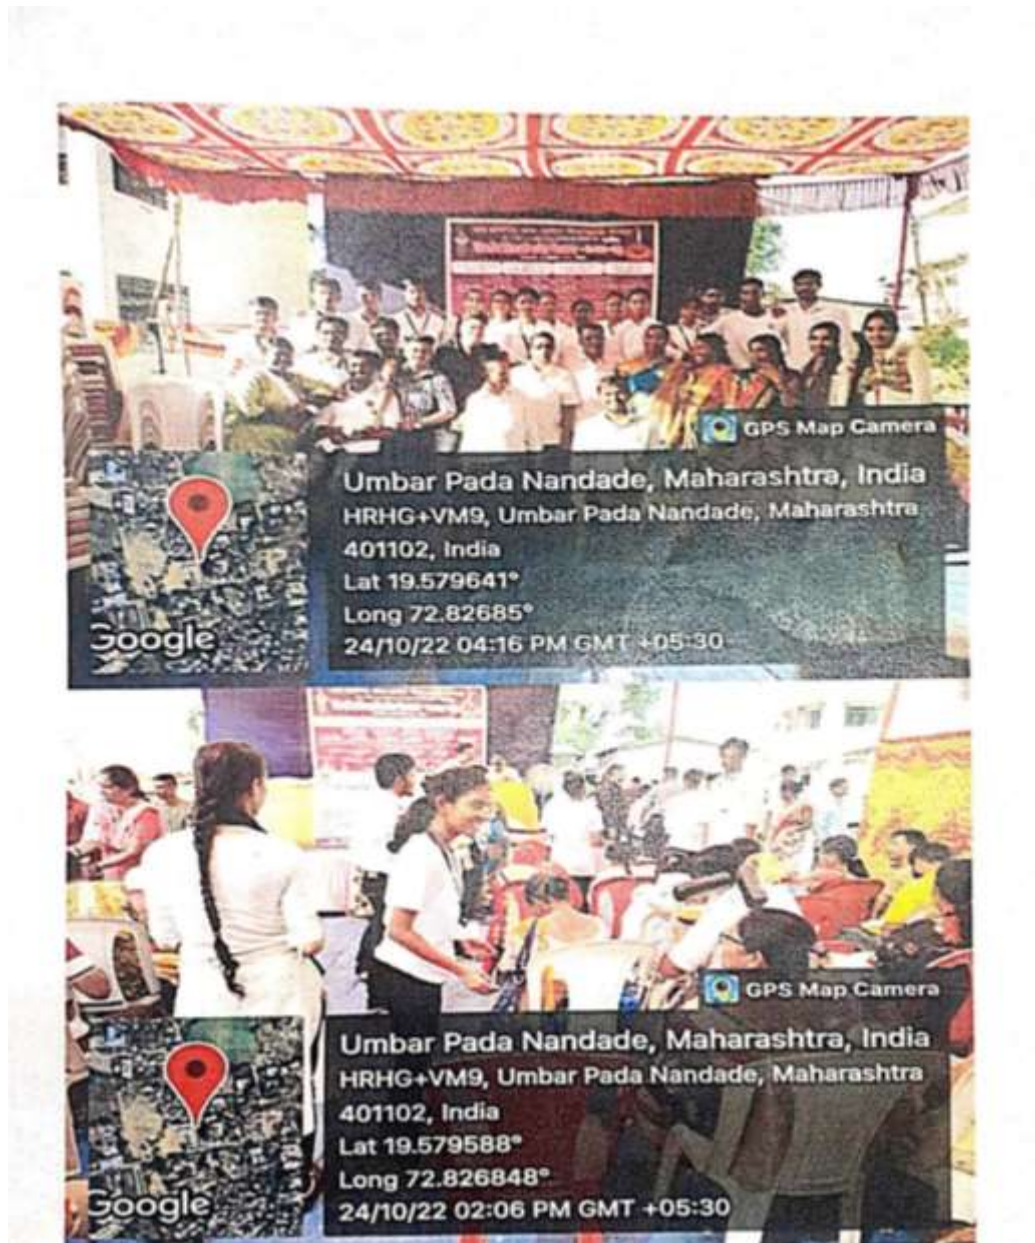 GPS Map Camera
Umbar Pada Nandade, Maharashtra, India
HRHG+VM9, Umbar Pada Nandade, Maharashtra
401102, India
Lat 19.579641°
Long 72.82685°
24/10/22 04:16 PM GMT +05:30
Google
GPS Map Camera
Umbar Pada Nandade, Maharashtra, India
HRHG+VM9, Umbar Pada Nandade, Maharashtra
401102, India
Lat 19.579588°
Long 72.826848°
24/10/22 02:06 PM GMT +05:30
Google